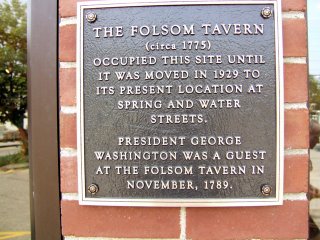 THE FOLSOM TAVERN
(circa 1775)
OCCUPIED THIS SITE UNTIL
IT WAS MOVED IN 1929 TO
ITS PRESENT LOCATION AT
SPRING AND WATER
STREETS.
PRESIDENT GEORGE
WASHINGTON WAS A GUEST
AT THE FOLSOM TAVERN IN
NOVEMBER, 1789.